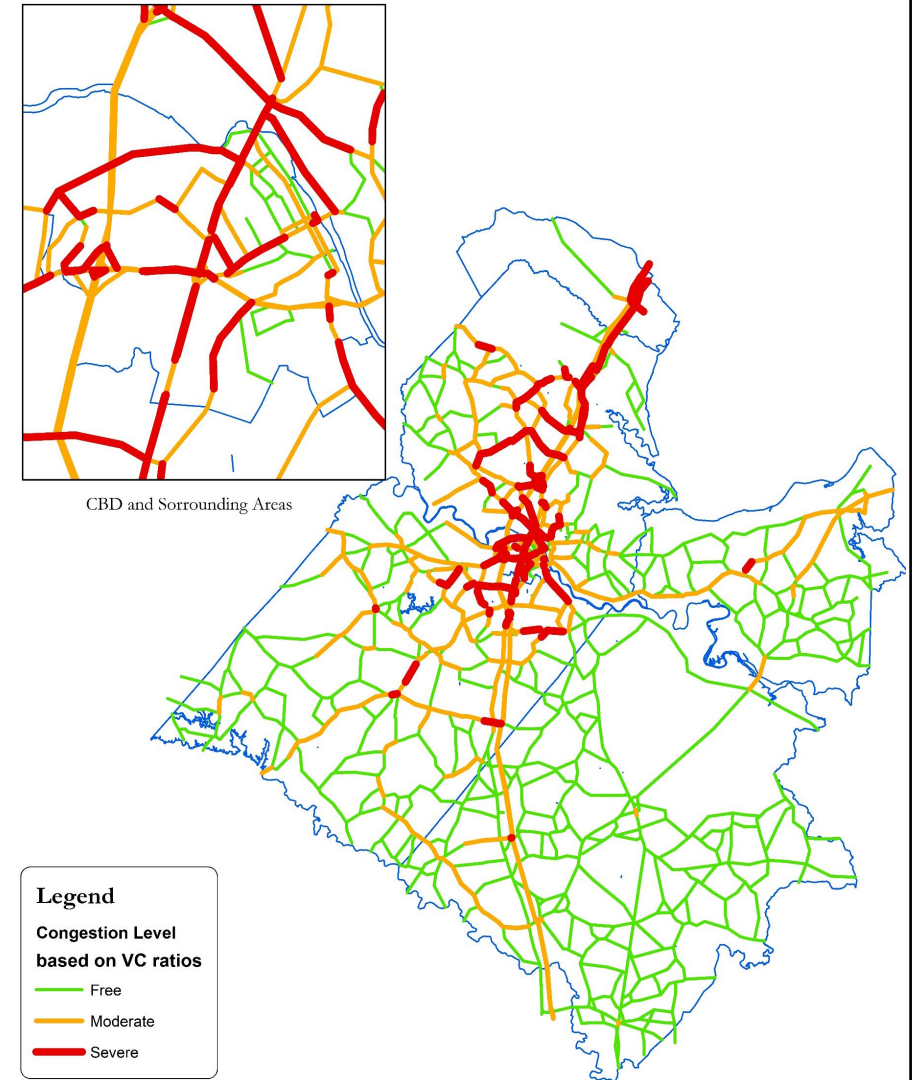 CBD and Sorrounding Areas
Legend
Congestion Level
based on VC ratios
Free
Moderate
Severe